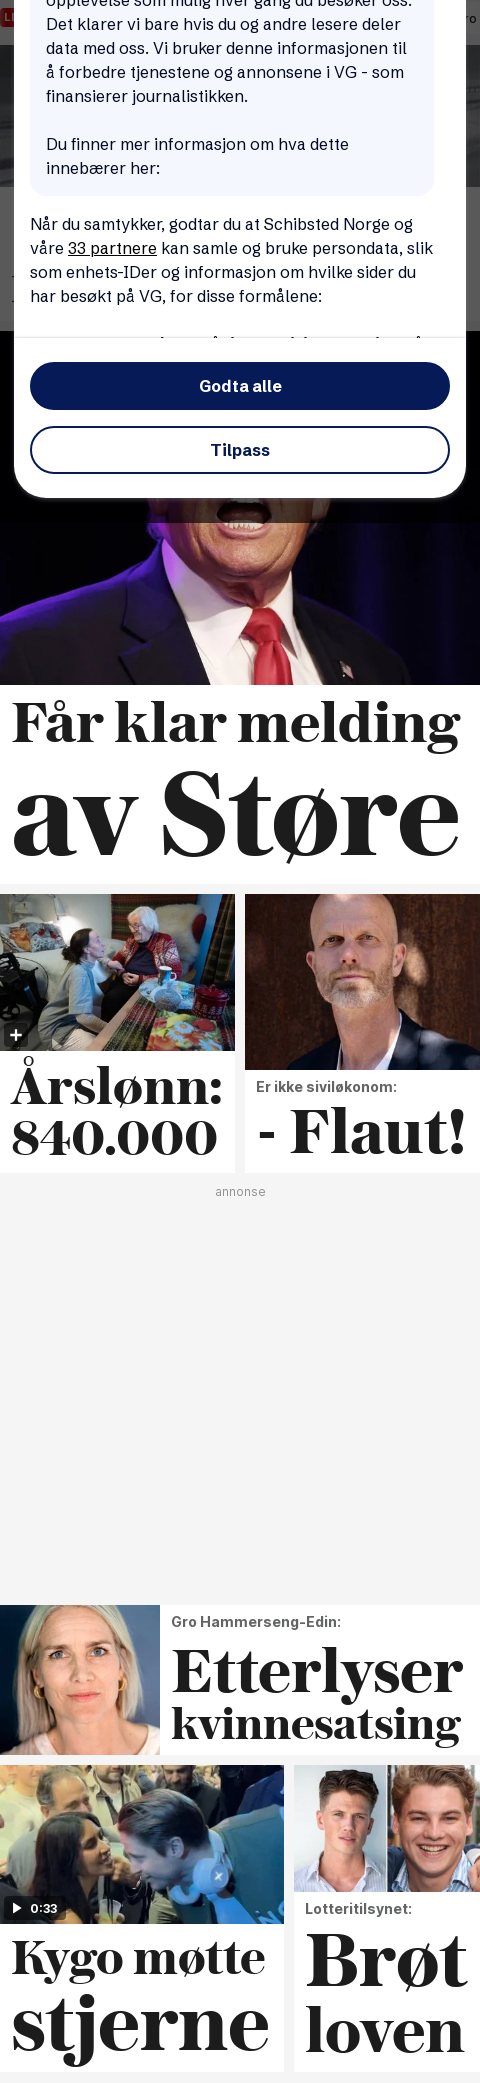 opplevelse som mulig hver gang du besøker oss.
Det klarer vi bare hvis du og andre lesere deler
data med oss. Vi bruker denne informasjonen til
å forbedre tjenestene og annonsene i VG - som
finansierer journalistikken.
Du finner mer informasjon om hva dette
innebærer her:
Når du samtykker, godtar du at Schibsted Norge og
våre 33 partnere kan samle og bruke persondata, slik
som enhets-IDer og informasjon om hvilke sider du
har besøkt på VG, for disse formålene:
Godta alle
Tilpass
Får klar melding
av Støre
Årslønn:
840.000
Er ikke siviløkonom:
- Flaut!
annonse
Gro Hammerseng-Edin:
Etterlyser
kvinnesatsing
0:33
Kygo møtte
stjerne
Lotteritilsynet:
Brøt
loven